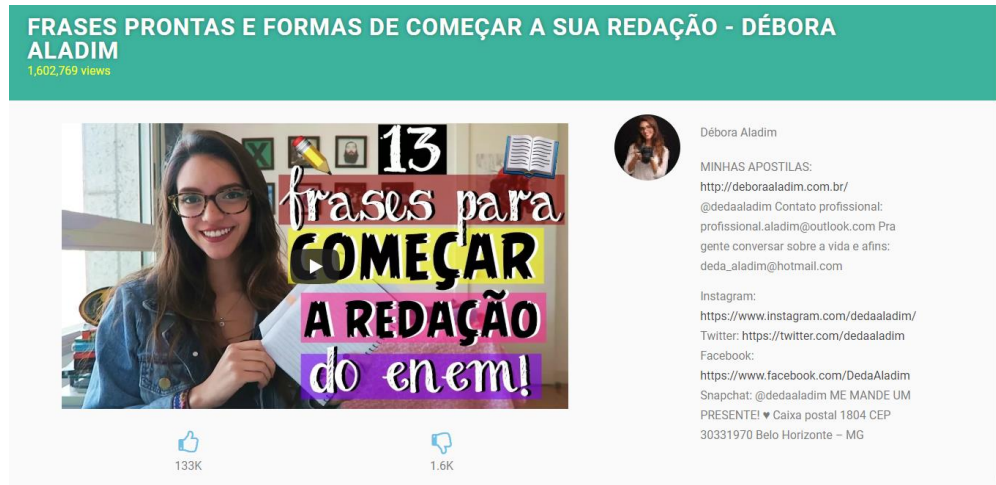 FRASES PRONTAS E FORMAS DE COMEÇAR A SUA REDAÇÃO - DÉBORA
ALADIM
1,602,769 views
13
frases para
COMEÇAR
A REDAÇÃO
do enem!
133K
1.6K
Débora Aladim
MINHAS APOSTILAS:
http://deboraaladim.com.br/
@dedaaladim Contato profissional:
profissional.aladim@outlook.com Pra
gente conversar sobre a vida e afins:
deda_aladim@hotmail.com
Instagram:
https://www.instagram.com/dedaaladim/
Twitter: https://twitter.com/dedaaladim
Facebook:
https://www.facebook.com/DedaAladim
Snapchat: @dedaaladim ME MANDE UM
PRESENTE! ♥ Caixa postal 1804 CEP
30331970 Belo Horizonte – MG